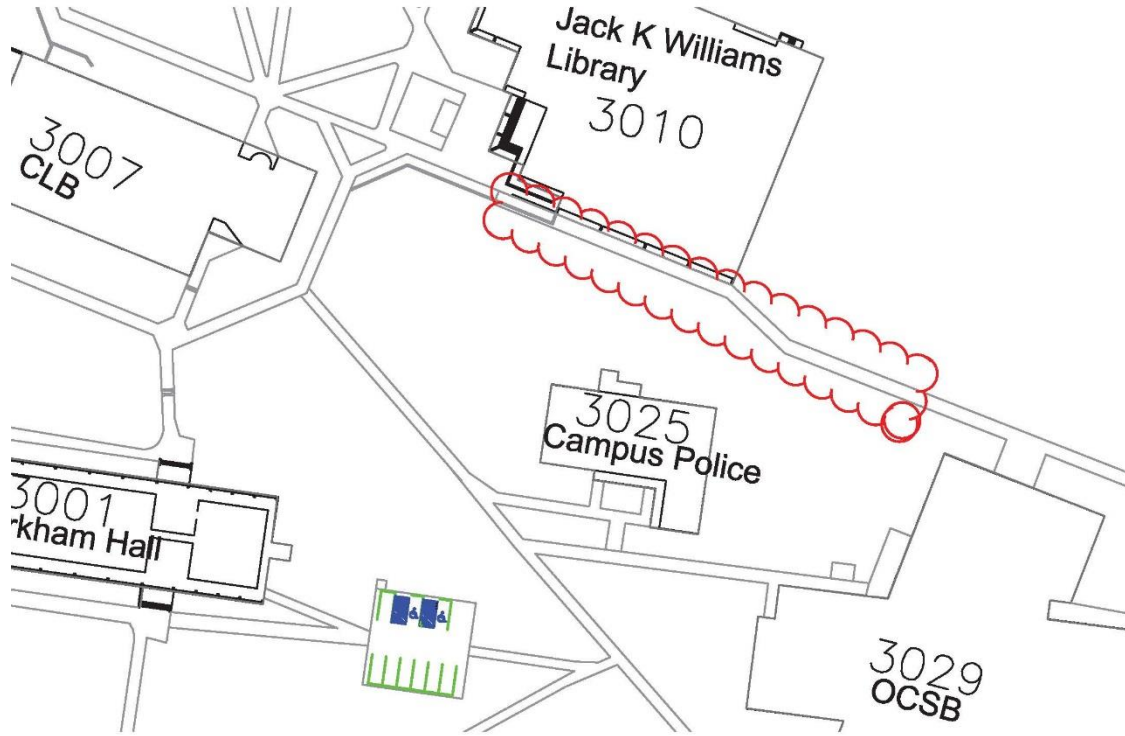 Jack K Williams
Library
3010
3007
CLB
3025
Campus Police
3001
rkham Hall
3029
OCSB